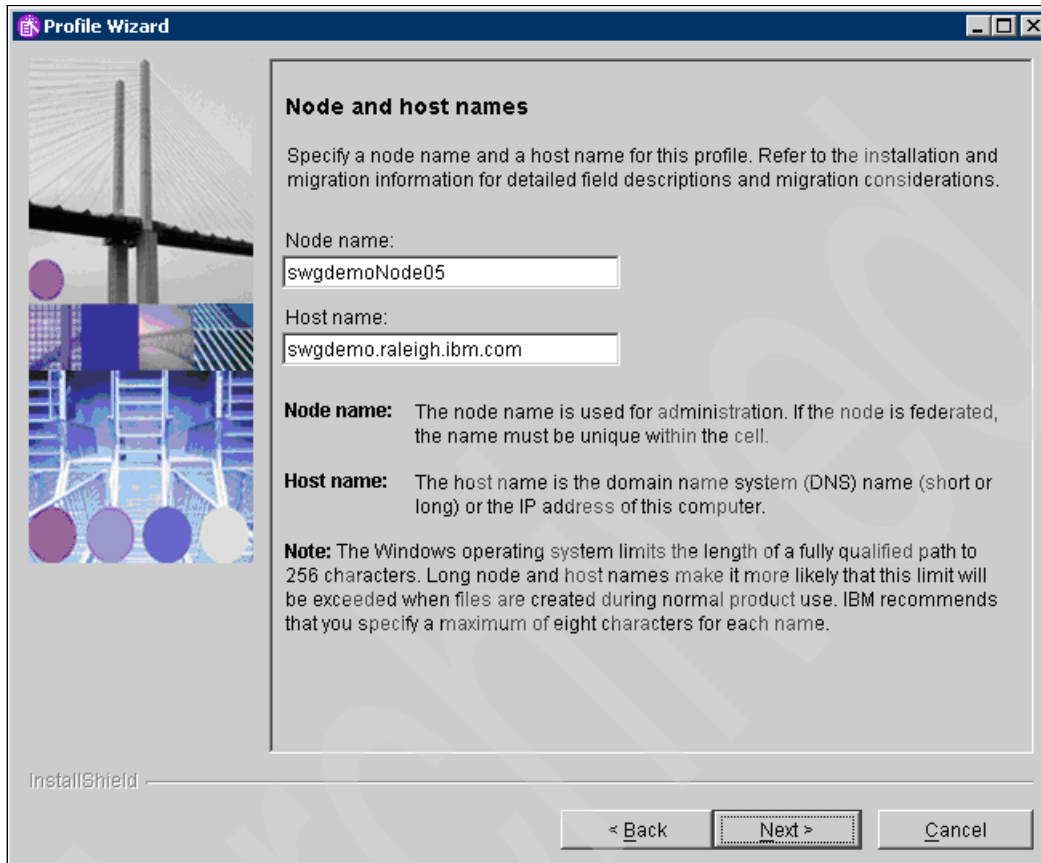 Profile Wizard
Node and host names
Specify a node name and a host name for this profile. Refer to the installation and
migration information for detailed field descriptions and migration considerations.
Node name:
swgdemoNode05
Host name:
swgdemo.raleigh.ibm.com
Node name: The node name is used for administration. If the node is federated,
the name must be unique within the cell.
Host name: The host name is the domain name system (DNS) name (short or
long) or the IP address of this computer.
Note: The Windows operating system limits the length of a fully qualified path to
256 characters. Long node and host names make it more likely that this limit will
be exceeded when files are created during normal product use. IBM recommends
that you specify a maximum of eight characters for each name.
InstallShield
< Back Next > Cancel